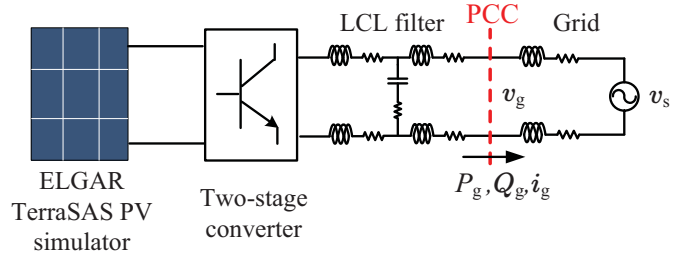 PCC
LCL filter
Grid
v_g
v_s
P_g, Q_g, i_g
ELGAR
TerraSAS PV
simulator
Two-stage
converter